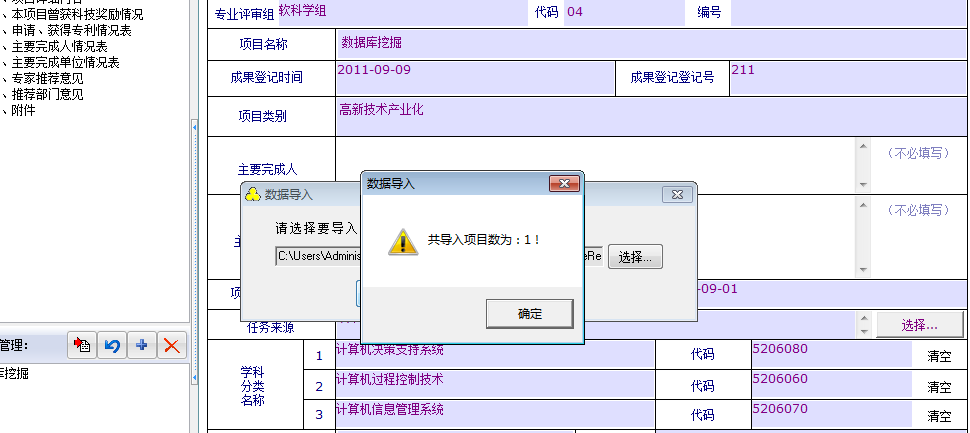 、本项目曾获科技奖励情况
、申请、获得专利情况表
、主要完成人情况表
、主要完成单位情况表
、专家推荐意见
、推荐部门意见
、附件
管理：
挖掘
专业评审组 软科学组 代码 04 编号
项目名称 数据库挖掘
成果登记时间 2011-09-09 成果登记登记号 211
项目类别 高新技术产业化
主要完成人 （不必填写）
（不必填写）
-09-01
任务来源 选择...
学科
分类
名称
1 计算机决策支持系统 代码 5206080 清空
2 计算机过程控制技术 代码 5206060 清空
3 计算机信息管理系统 代码 5206070 清空
数据导入
请选择要导入
C:\Users\Adminis
eRe 选择...
数据导入
共导入项目数为：1！
确定